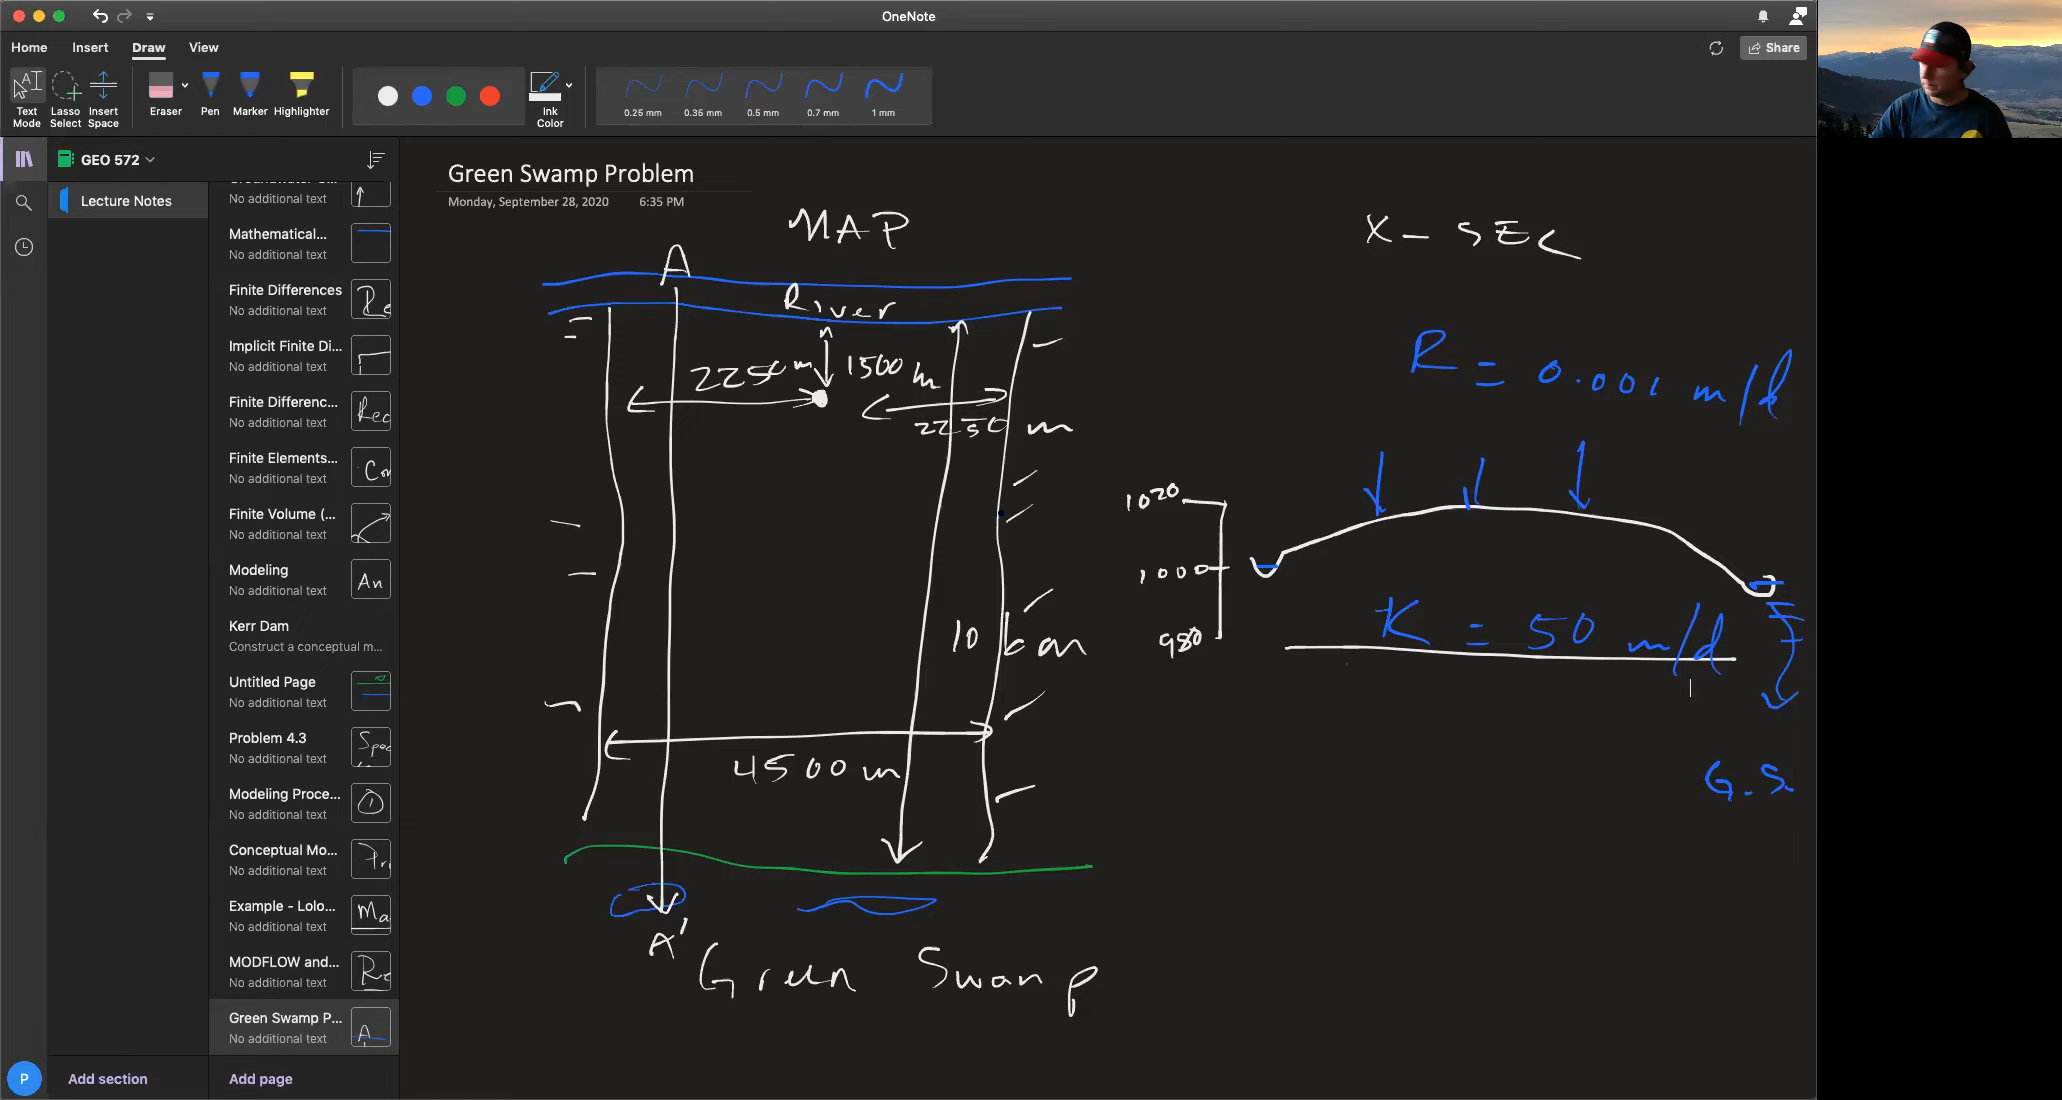 OneNote
Home Insert Draw View
Share
Text Mode
Lasso Select
Insert Space
Eraser
Pen
Marker
Highlighter
Ink Color
0.25 mm 0.35 mm 0.5 mm 0.7 mm 1 mm
GEO 572
Lecture Notes
No additional text
Mathematical...
No additional text
Finite Differences
No additional text
Implicit Finite Di...
No additional text
Finite Differenc...
No additional text
Finite Elements...
No additional text
Finite Volume (...
No additional text
Modeling
No additional text
Kerr Dam
Construct a conceptual m...
Untitled Page
No additional text
Problem 4.3
No additional text
Modeling Proce...
No additional text
Conceptual Mo...
No additional text
Example - Lolo...
No additional text
MODFLOW and...
No additional text
Green Swamp P...
No additional text
P
Add section
Add page
Green Swamp Problem
Monday, September 28, 2020 6:35 PM
MAP
A
River
2250 m
1500 m
2250 m
10 km
4500 m
A'
Green Swamp
X-SEC
R = 0.001 m/d
1020
1000
980
K = 50 m/d
G.S.